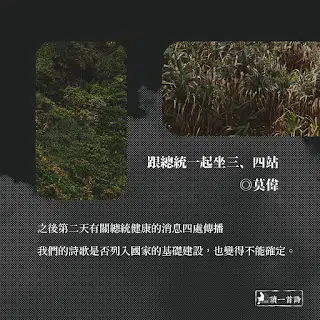 跟總統一起坐三、四站
◎莫偉
之後第二天有關總統健康的消息四處傳播
我們的詩歌是否列入國家的基礎建設，也變得不能確定。
讀一首詩